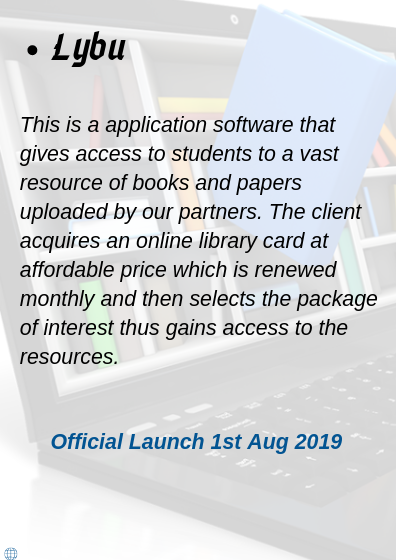 • Lybu
This is a application software that
gives access to students to a vast
resource of books and papers
uploaded by our partners. The client
acquires an online library card at
affordable price which is renewed
monthly and then selects the package
of interest thus gains access to the
resources.
Official Launch 1st Aug 2019